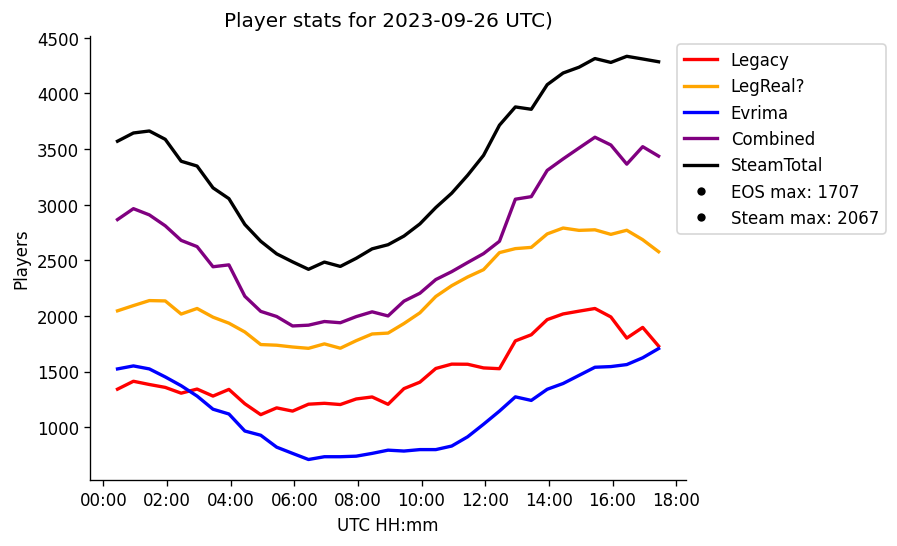 Player stats for 2023-09-26 UTC)
4500
4000
3500
3000
2500
2000
1500
1000
Players
00:00 02:00 04:00 06:00 08:00 10:00 12:00 14:00 16:00 18:00
UTC HH:mm
Legacy
LegReal?
Evrima
Combined
SteamTotal
EOS max: 1707
Steam max: 2067